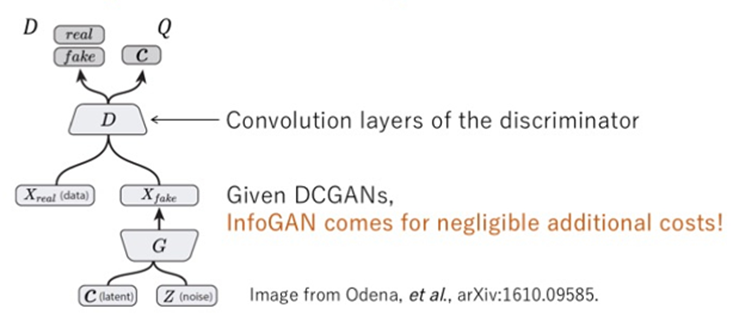 D Q
real
fake C
D Convolution layers of the discriminator
X real (data) X fake Given DCGANs,
InfoGAN comes for negligible additional costs!
G
C (latent) Z (noise) Image from Odena, et al., arXiv:1610.09585.